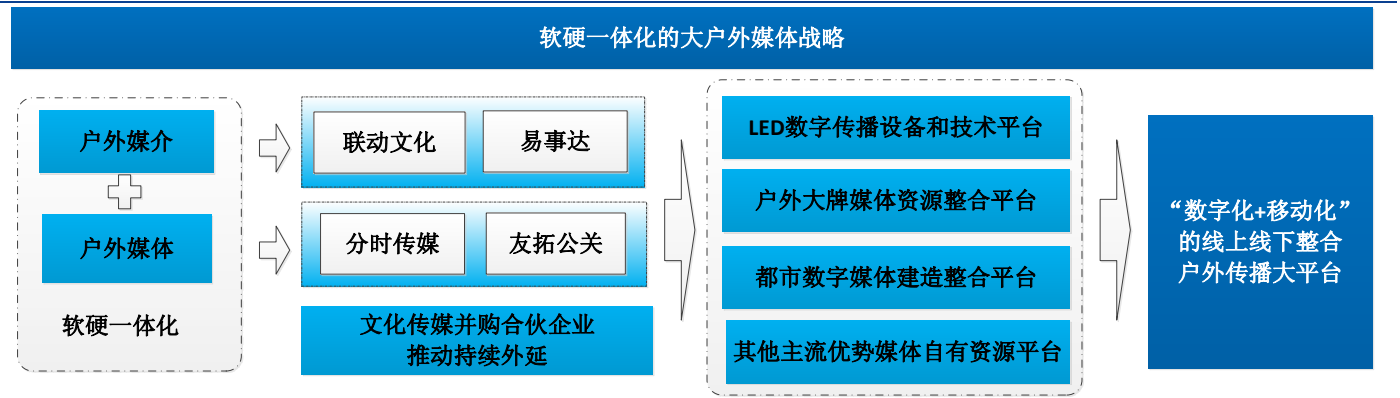 软硬一体化的大户外媒体战略
户外媒介
户外媒体
软硬一体化
联动文化
易事达
分时传媒
友拓公关
文化传媒并购合伙企业
推动持续外延
LED数字传播设备和技术平台
户外大牌媒体资源整合平台
都市数字媒体建造整合平台
其他主流优势媒体自有资源平台
“数字化+移动化”
的线上线下整合
户外传播大平台